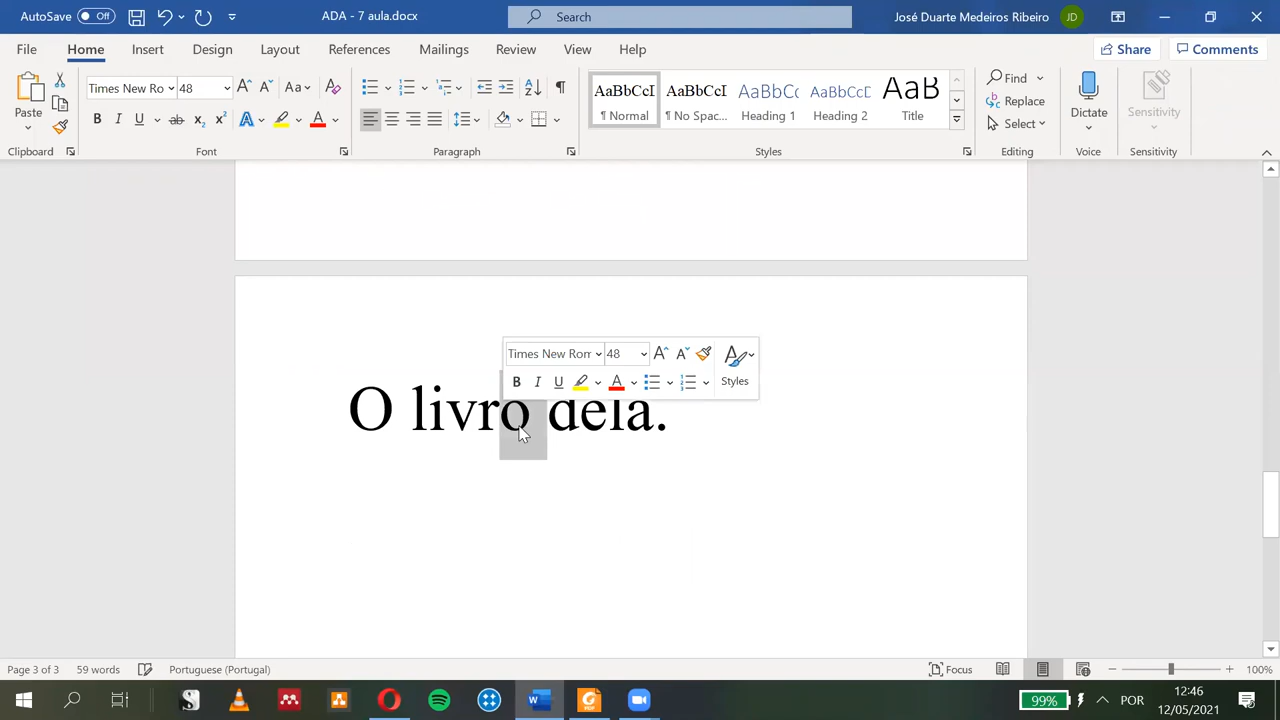 AutoSave Off ADA - 7 aula.docx Search José Duarte Medeiros Ribeiro JD
File Home Insert Design Layout References Mailings Review View Help Share Comments
Paste Times New Ro 48 Aa AaBbCcI AaBbCcI AaBbCc AaBbCcD AaB Find Replace Select Dictate Sensitivity
¶ Normal ¶ No Spac... Heading 1 Heading 2 Title
Clipboard Font Paragraph Styles Editing Voice Sensitivity
Times New Rom 48 Styles
B I U A
O livro dela.
Page 3 of 3 59 words Portuguese (Portugal) Focus 100%
99% POR 12:46
12/05/2021